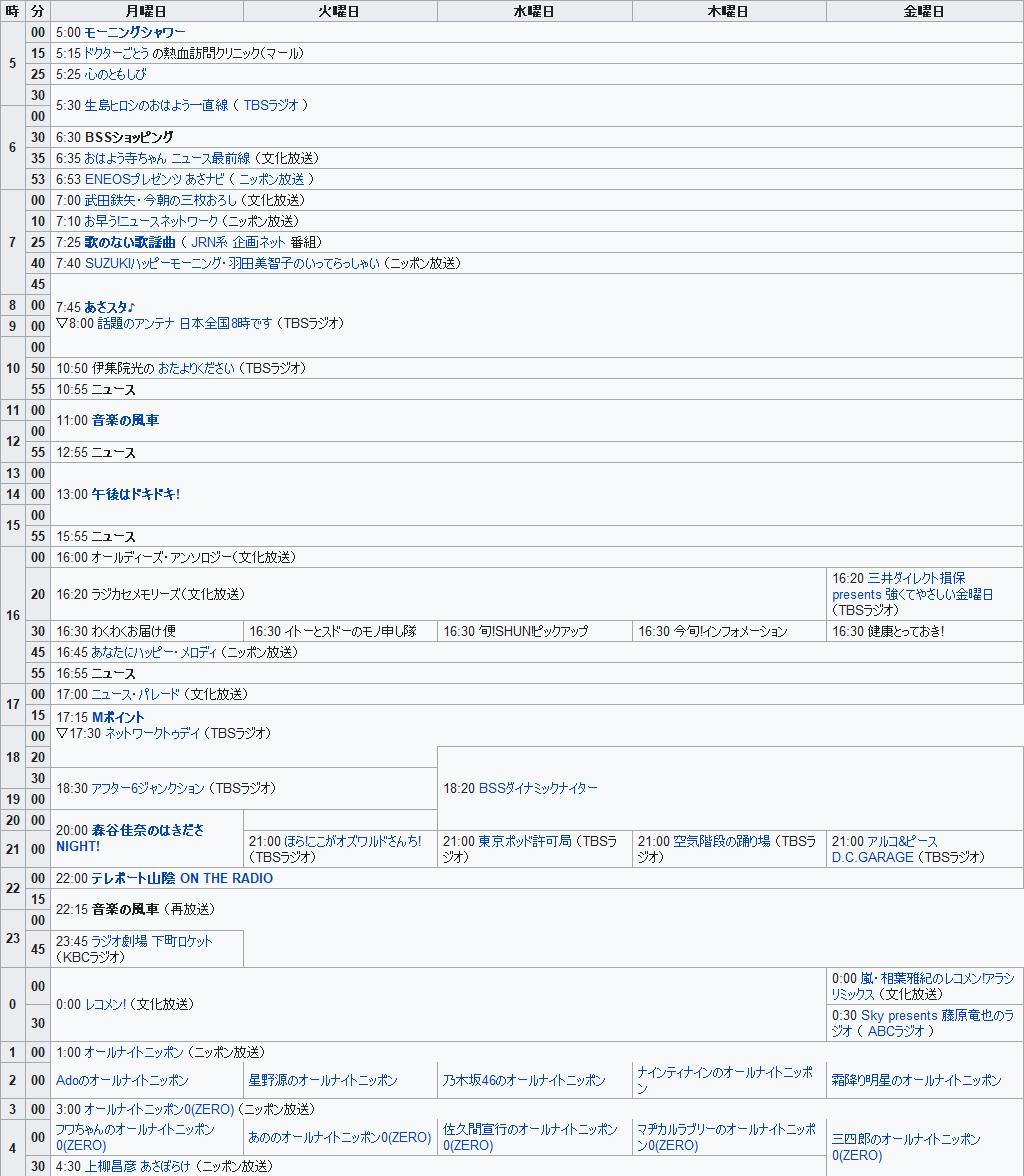 時 分 月曜日 火曜日 水曜日 木曜日 金曜日
5 00 5:00 モーニングシャワー
15 5:15 ドクターごとう の熱血訪問クリニック(マール)
25 5:25 心のともしび
30 5:30 生島ヒロシのおはよう一直線 ( TBSラジオ )
6 00
30 6:30 BSSショッピング
35 6:35 おはよう寺ちゃん ニュース最前線 (文化放送)
53 6:53 ENEOSプレゼンツ あさナビ ( ニッポン放送 )
7 00 7:00 武田鉄矢・今朝の三枚おろし (文化放送)
10 7:10 お早う!ニュースネットワーク (ニッポン放送)
25 7:25 歌のない歌謡曲 ( JRN系 企画ネット 番組)
40 7:40 SUZUKIハッピーモーニング・羽田美智子のいってらっしゃい (ニッポン放送)
45 7:45 あさスタ♪
8 00 ▽8:00 話題のアンテナ 日本全国8時です (TBSラジオ)
9 00
10 00
50 10:50 伊集院光の おたよりください (TBSラジオ)
55 10:55 ニュース
11 00 11:00 音楽の風車
12 00
55 12:55 ニュース
13 00 13:00 午後はドキドキ!
14 00
15 00
55 15:55 ニュース
16 00 16:00 オールディーズ・アンソロジー(文化放送)
20 16:20 ラジカセメモリーズ(文化放送)
16:20 三井ダイレクト損保
presents 強くてやさしい金曜日
(TBSラジオ)
30 16:30 わくわくお届け便 16:30 イトーとスドーのモノ申し隊 16:30 旬!SHUN!ピックアップ 16:30 今旬!インフォメーション 16:30 健康とっておき!
45 16:45 あなたにハッピー・メロディ (ニッポン放送)
55 16:55 ニュース
17 00 17:00 ニュース・パレード (文化放送)
15 17:15 Mポイント
▽17:30 ネットワークトゥデイ (TBSラジオ)
18 00
20 18:20 BSSダイナミックナイター
30 18:30 アフター6ジャンクション (TBSラジオ)
19 00
20 00 20:00 森谷佳奈のはきださ
NIGHT!
21 00 21:00 ほら!ここがオズワルドさんち!
(TBSラジオ)
21:00 東京ポッド許可局 (TBSラ
ジオ)
21:00 空気階段の踊り場 (TBSラ
ジオ)
21:00 アルコ&ピース
D.C.GARAGE (TBSラジオ)
22 00 22:00 テレポート山陰 ON THE RADIO
15 22:15 音楽の風車 (再放送)
23 00
45 23:45 ラジオ劇場 下町ロケット
(KBCラジオ)
0 00 0:00 レコメン! (文化放送)
0:00 嵐・相葉雅紀のレコメン!アラシ
リミックス (文化放送)
30 0:30 Sky presents 藤原竜也のラ
ジオ ( ABCラジオ )
1 00 1:00 オールナイトニッポン (ニッポン放送)
2 00 Adoのオールナイトニッポン 星野源のオールナイトニッポン 乃木坂46のオールナイトニッポン
ナインティナインのオールナイトニッポ
ン
霜降り明星のオールナイトニッポン
3 00 3:00 オールナイトニッポン0(ZERO) (ニッポン放送)
4 00 フワちゃんのオールナイトニッポン
0(ZERO)
あののオールナイトニッポン0(ZERO)
佐久間宣行のオールナイトニッポン
0(ZERO)
マヂカルラブリーのオールナイトニッポ
ン0(ZERO)
三四郎のオールナイトニッポン
0(ZERO)
30 4:30 上柳昌彦 あさぼらけ (ニッポン放送)